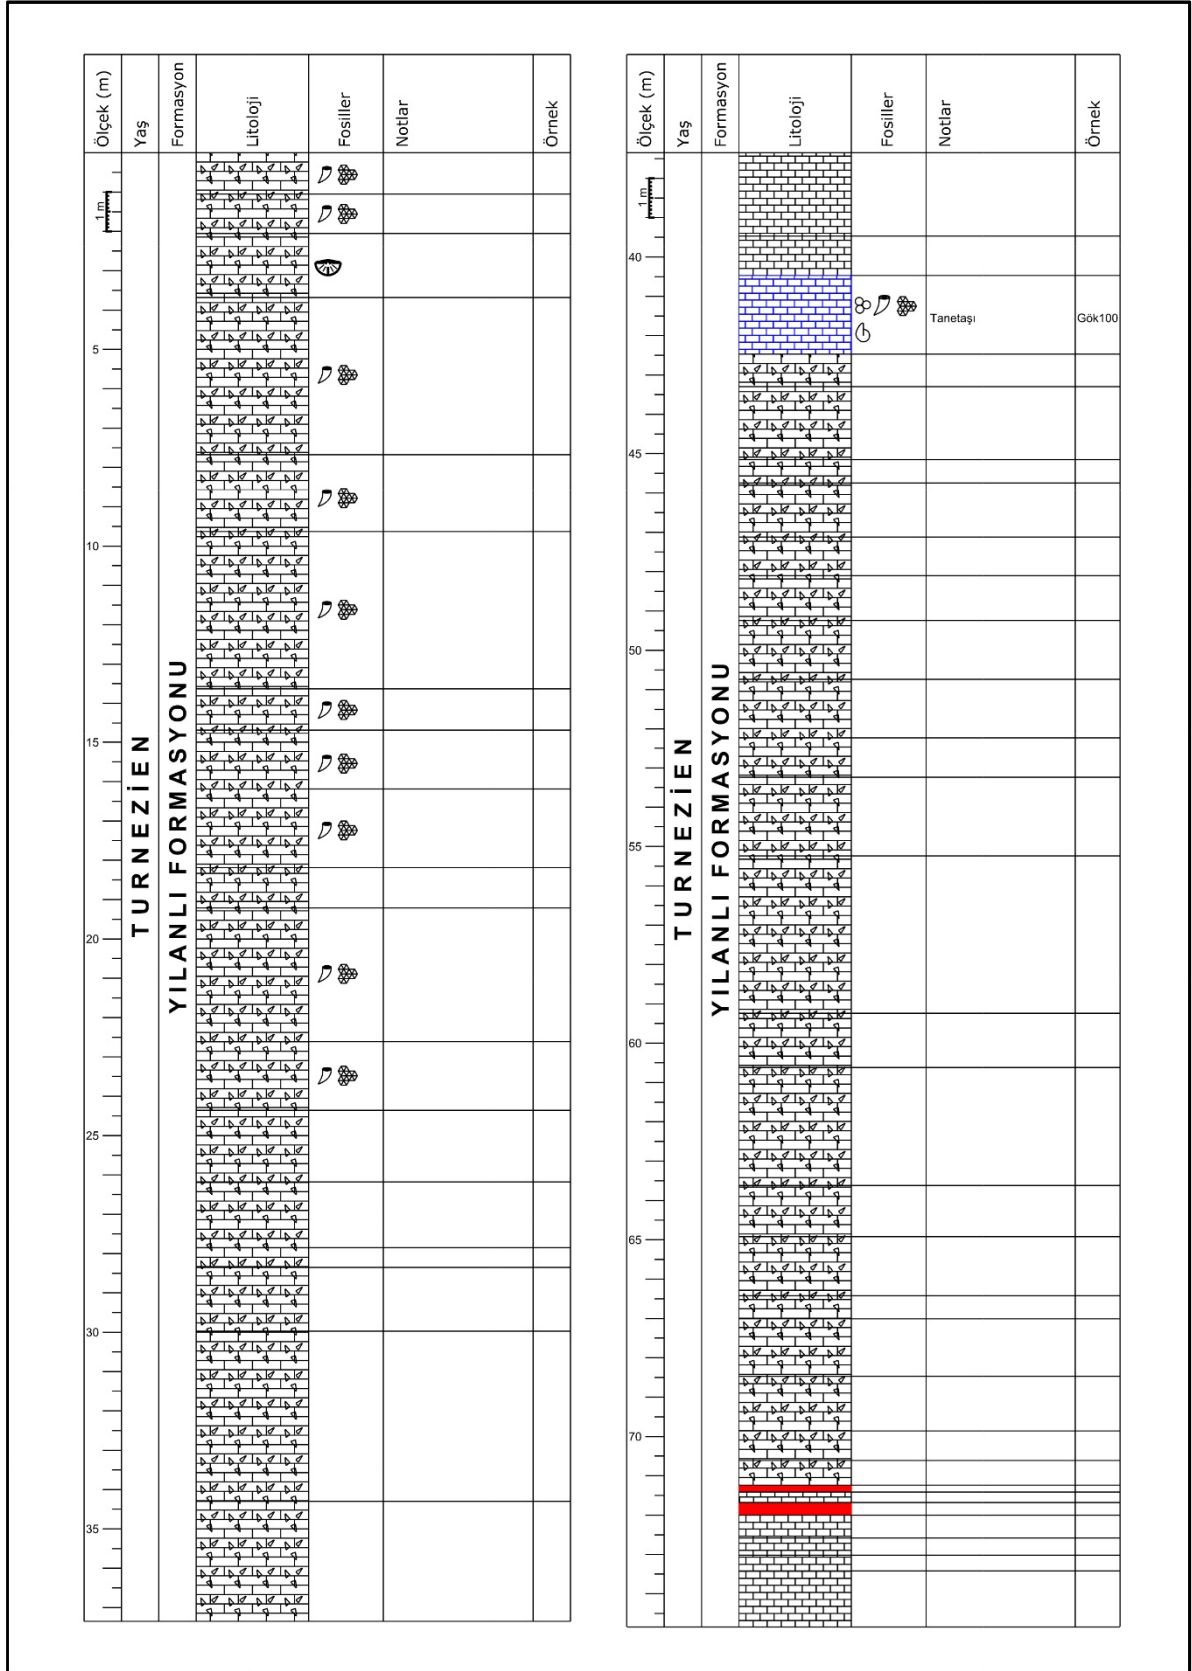 Ölçek (m)
Yaş
Formasyon
Litoloji
Fosiller
Notlar
Örnek
1 m
5
10
15
20
25
30
35
TURNEZİEN
YILANLI FORMASYONU
Ölçek (m)
Yaş
Formasyon
Litoloji
Fosiller
Notlar
Örnek
1 m
40
45
50
55
60
65
70
TURNEZİEN
YILANLI FORMASYONU
Tanetaşı
Gök100